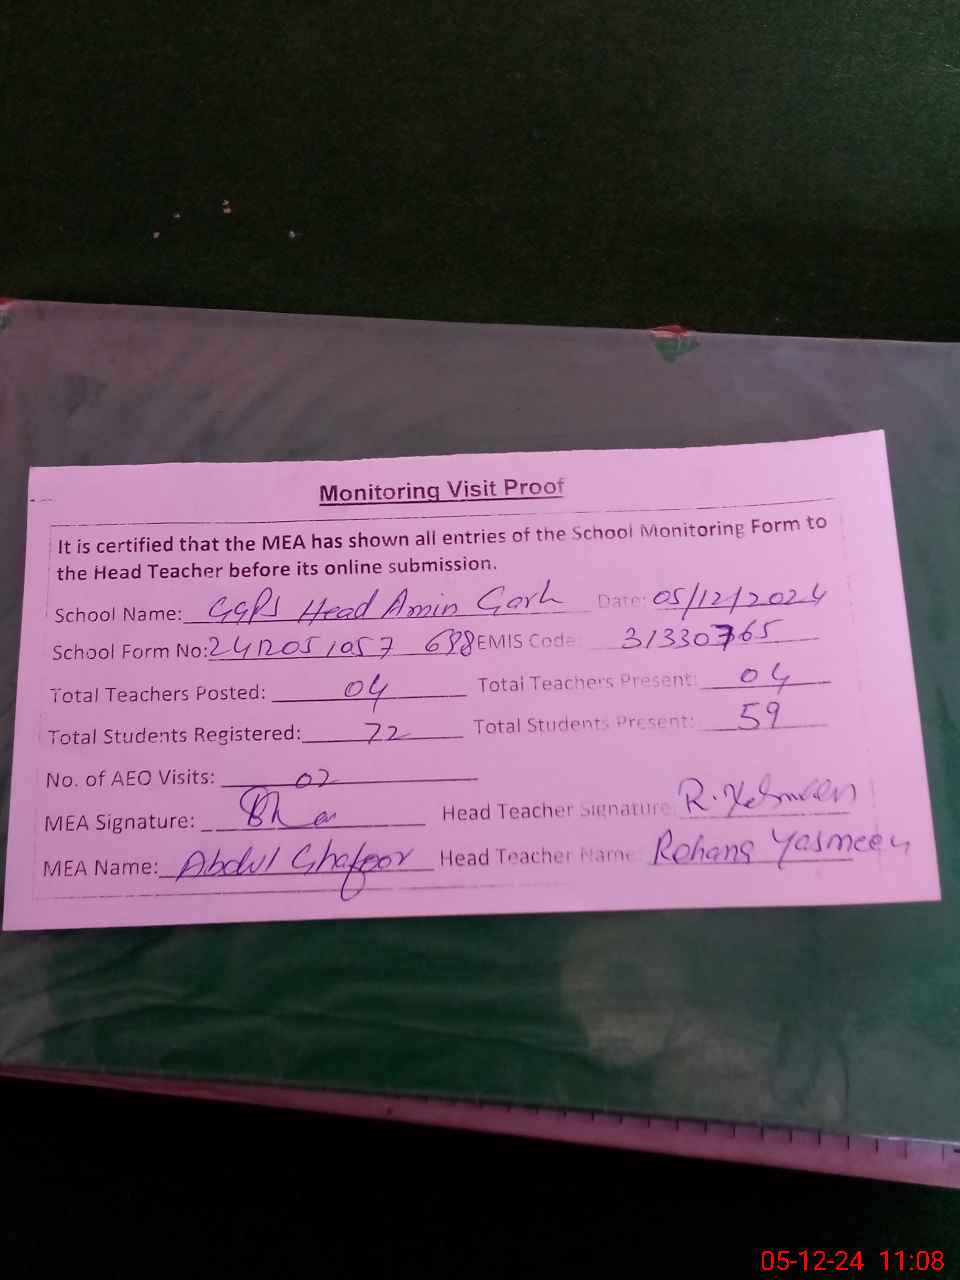 Monitoring Visit Proof
It is certified that the MEA has shown all entries of the School Monitoring Form to
the Head Teacher before its online submission.
School Name: GGPS Head Amin Garh Date: 05/12/2024
School Form No: 2412051057 698 EMIS Code: 31330765
Total Teachers Posted: 04 Total Teachers Present: 04
Total Students Registered: 72 Total Students Present: 59
No. of AEO Visits: 02
MEA Signature: Head Teacher Signature: R. Yasmeen
MEA Name: Abdul Ghafoor Head Teacher Name: Rehana Yasmeen
05-12-24 11:08